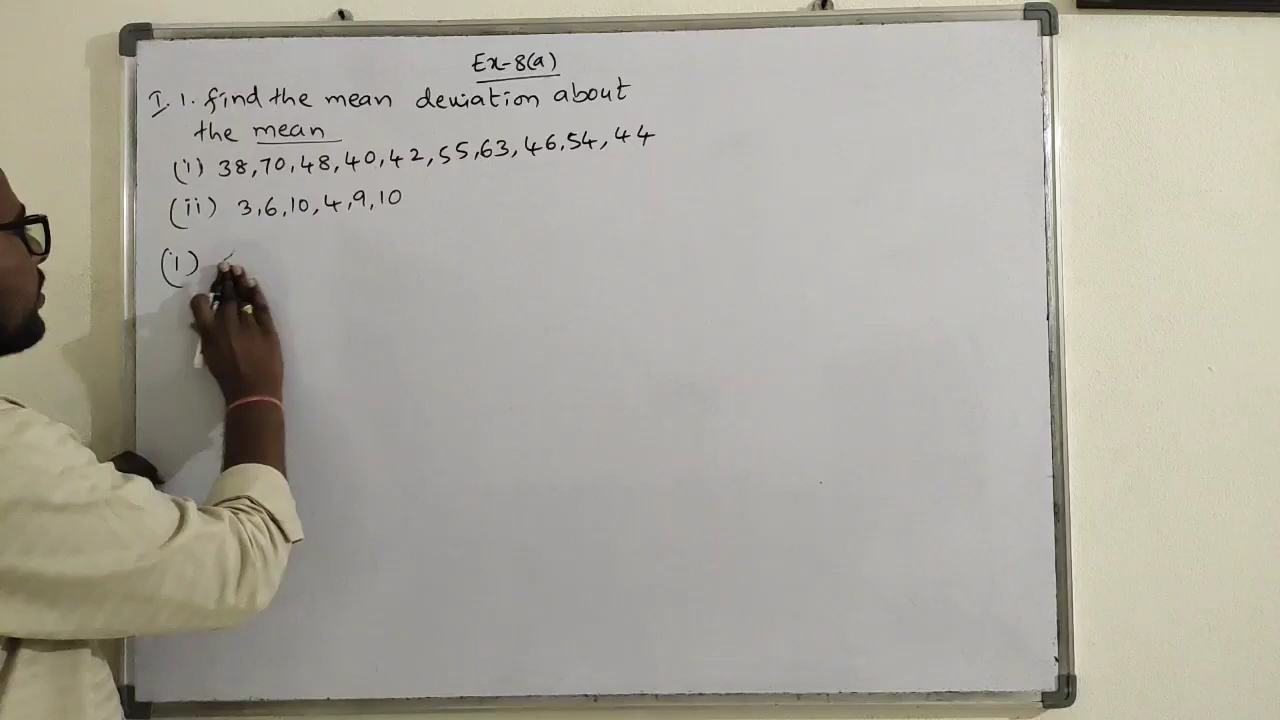 Ex-8(a)
I. 1. find the mean deviation about
the mean
(i) 38,70,48,40,42,55,63,46,54,44
(ii) 3,6,10,4,9,10
(i)